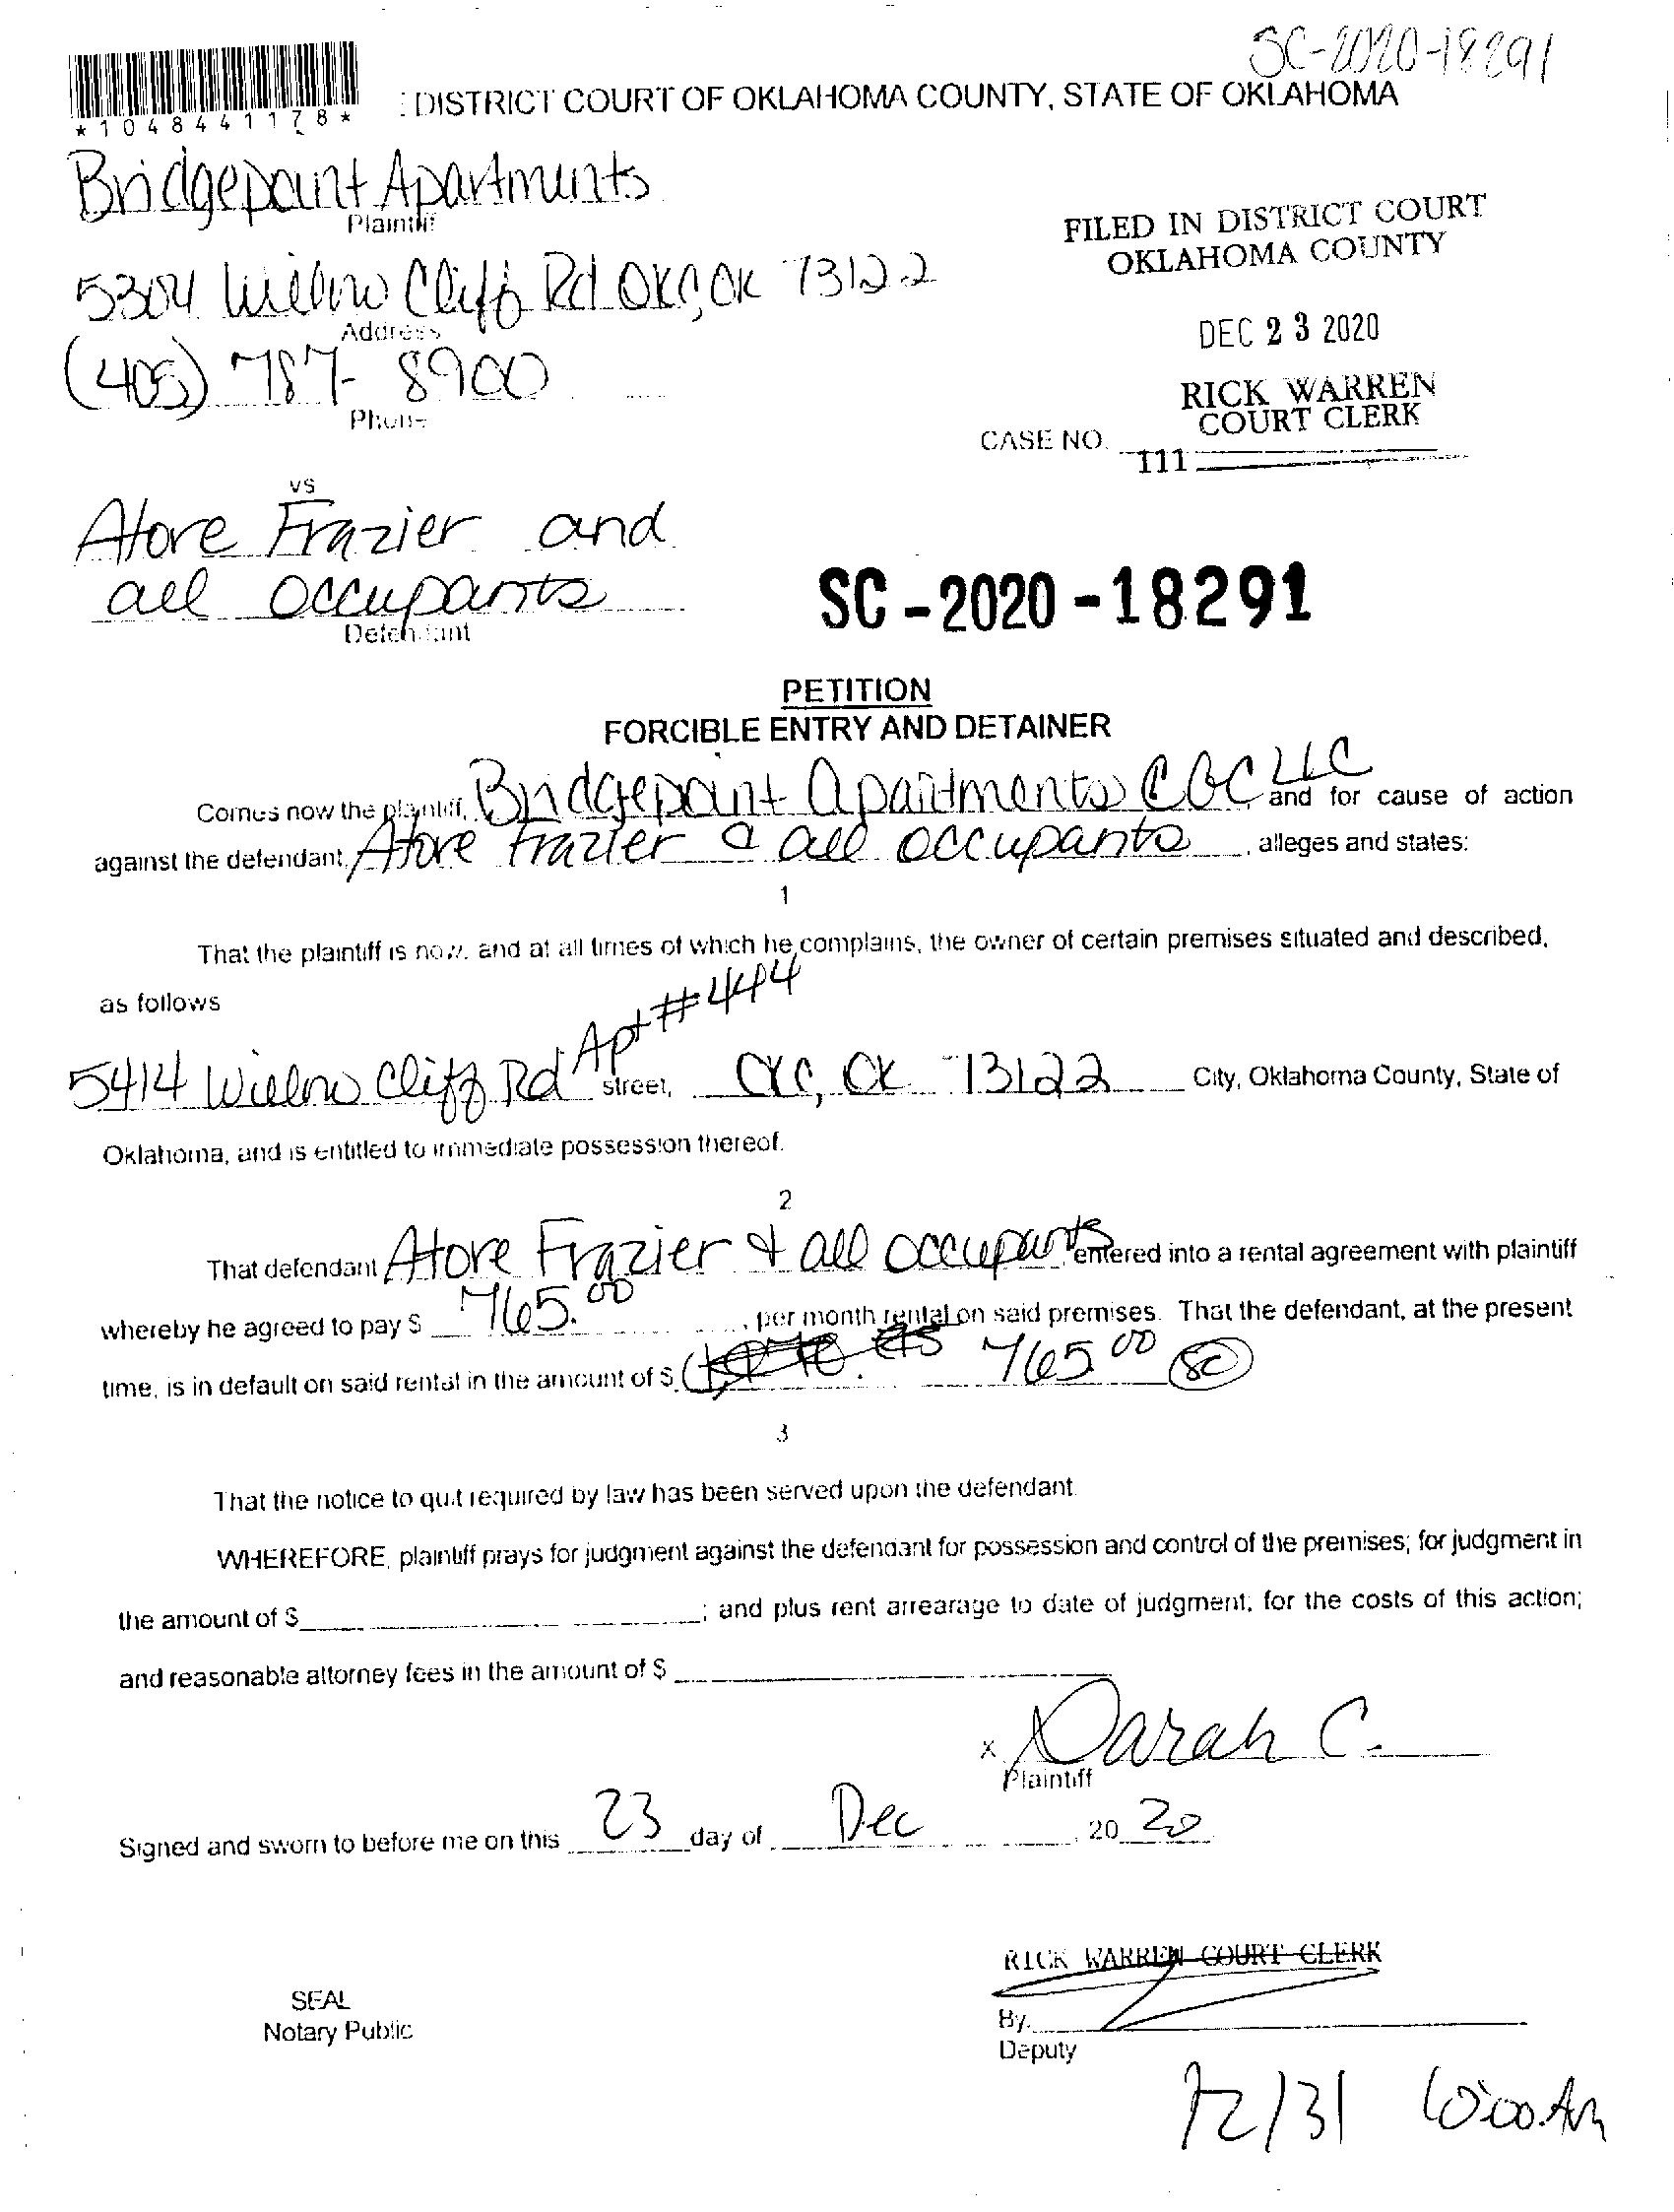 SC-2020-18291
*1048441178*
: DISTRICT COURT OF OKLAHOMA COUNTY, STATE OF OKLAHOMA
Bridgepoint Apartments
Plaintiff
5304 Willow Cliff Rd OKC, OK 73122
Address
(405) 787-8900
Phone
FILED IN DISTRICT COURT
OKLAHOMA COUNTY
DEC 23 2020
RICK WARREN
COURT CLERK
CASE NO.
111
vs
Atore Frazier and
all occupants
Defendant
SC-2020-18291
PETITION
FORCIBLE ENTRY AND DETAINER
Comes now the plaintiff, Bridgepoint Apartments LLC and for cause of action
against the defendant, Atore Frazier & all occupants, alleges and states:
1
That the plaintiff is now, and at all times of which he complains, the owner of certain premises situated and described,
as follows
5414 Willow Cliff Rd Apt #444 street, OKC, OK 73122 City, Oklahoma County, State of
Oklahoma, and is entitled to immediate possession thereof.
2
That defendant Atore Frazier & all occupants entered into a rental agreement with plaintiff
whereby he agreed to pay $ 765.00, per month rental on said premises. That the defendant, at the present
time, is in default on said rental in the amount of $ 765.00 SC
3
That the notice to quit required by law has been served upon the defendant.
WHEREFORE, plaintiff prays for judgment against the defendant for possession and control of the premises; for judgment in
the amount of $ ; and plus rent arrearage to date of judgment; for the costs of this action;
and reasonable attorney fees in the amount of $
x Sarah C.
Plaintiff
Signed and sworn to before me on this 23 day of Dec, 20 20
RICK WARREN COURT CLERK
SEAL
Notary Public
By.
Deputy
12/31 10:00 AM